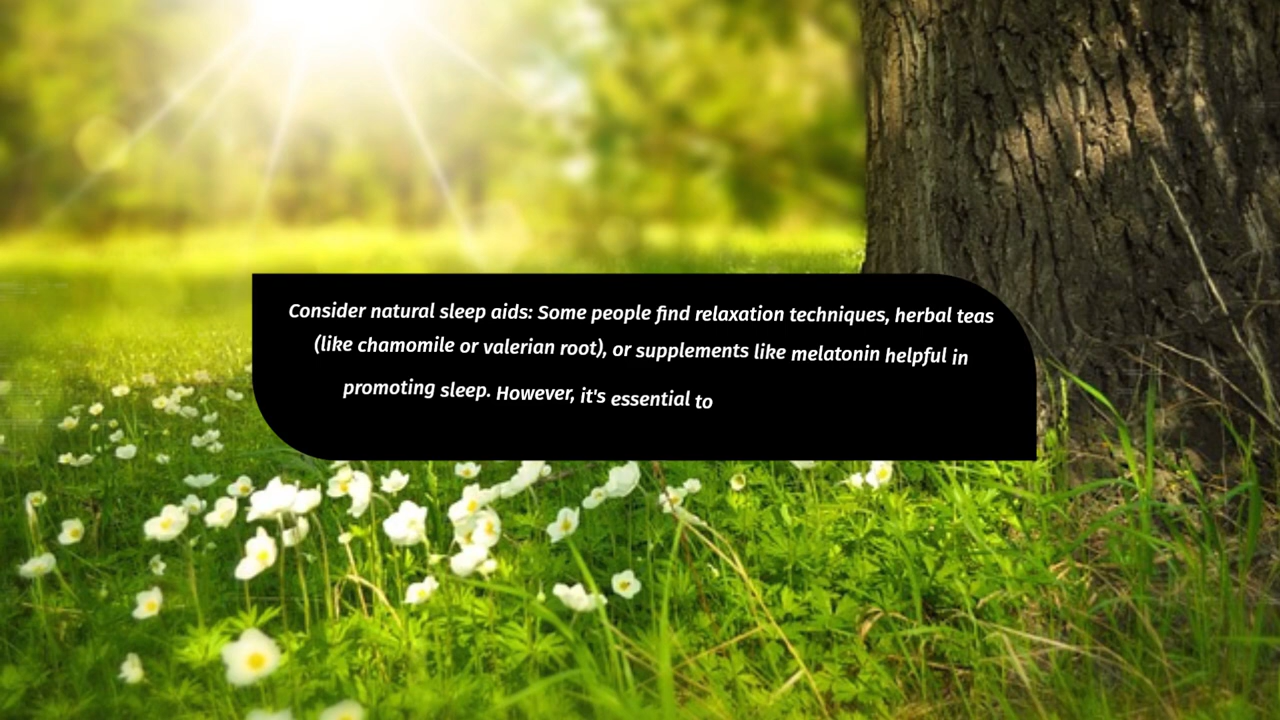 Consider natural sleep aids: Some people find relaxation techniques, herbal teas
(like chamomile or valerian root), or supplements like melatonin helpful in
promoting sleep. However, it's essential to